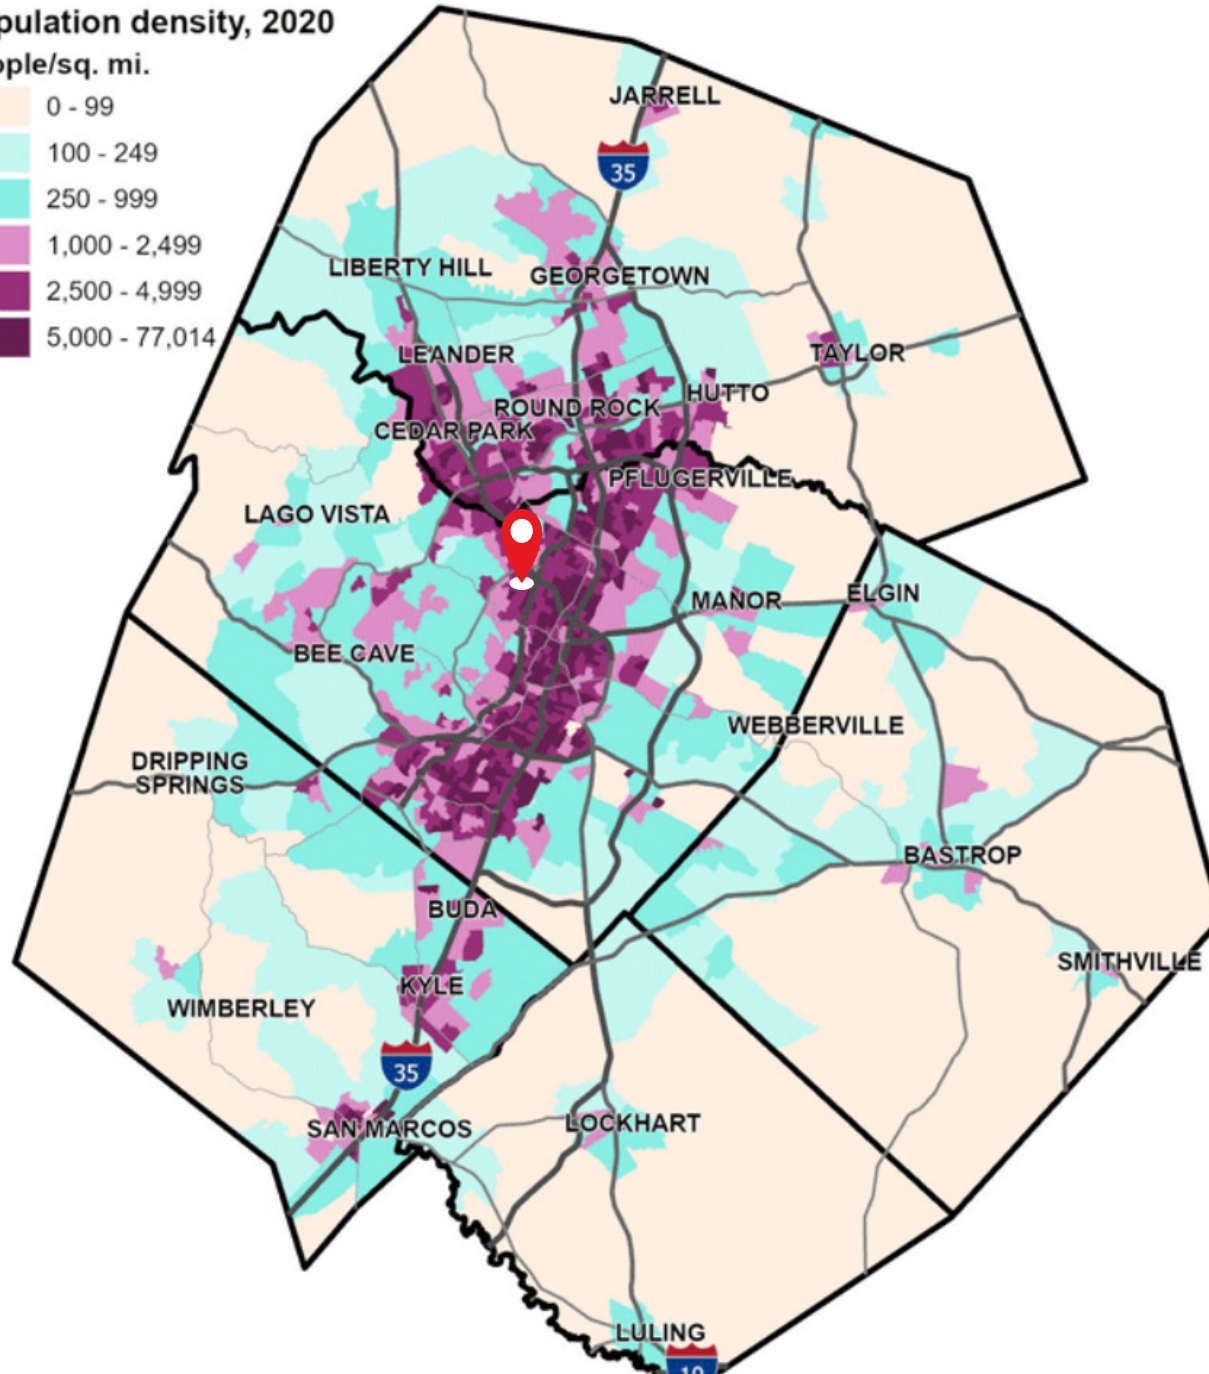 pulation density, 2020
ople/sq. mi.
0 - 99
100 - 249
250 - 999
1,000 - 2,499
2,500 - 4,999
5,000 - 77,014
JARRELL
35
LIBERTY HILL
GEORGETOWN
LEANDER
TAYLOR
HUTTO
ROUND ROCK
CEDAR PARK
PFLUGERVILLE
LAGO VISTA
MANOR
ELGIN
BEE CAVE
WEBBERVILLE
DRIPPING
SPRINGS
BASTROP
BUDA
SMITHVILLE
KYLE
WIMBERLEY
35
SAN MARCOS
LOCKHART
LULING
10